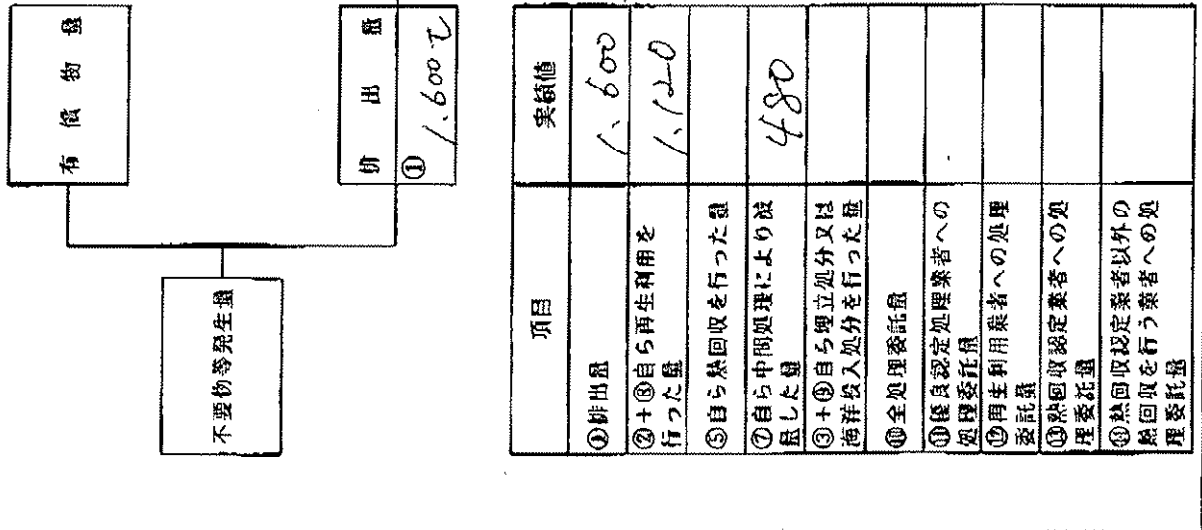 有償物量
不要物等発生量
排出量
① 1.600 t
項目
実績値
①排出量
1、600
②+⑧自ら再生利用を
行った量
1、120
⑤自ら熱回収を行った量
⑦自ら中間処理により減
量した量
480
③+⑨自ら埋立処分又は
海洋投入処分を行った量
⑩全処理委託量
⑪優良認定処理業者への
処理委託量
⑫再生利用業者への処理
委託量
⑬熱回収認定業者への処
理委託量
⑭熱回収認定業者以外の
熱回収を行う業者への処
理委託量